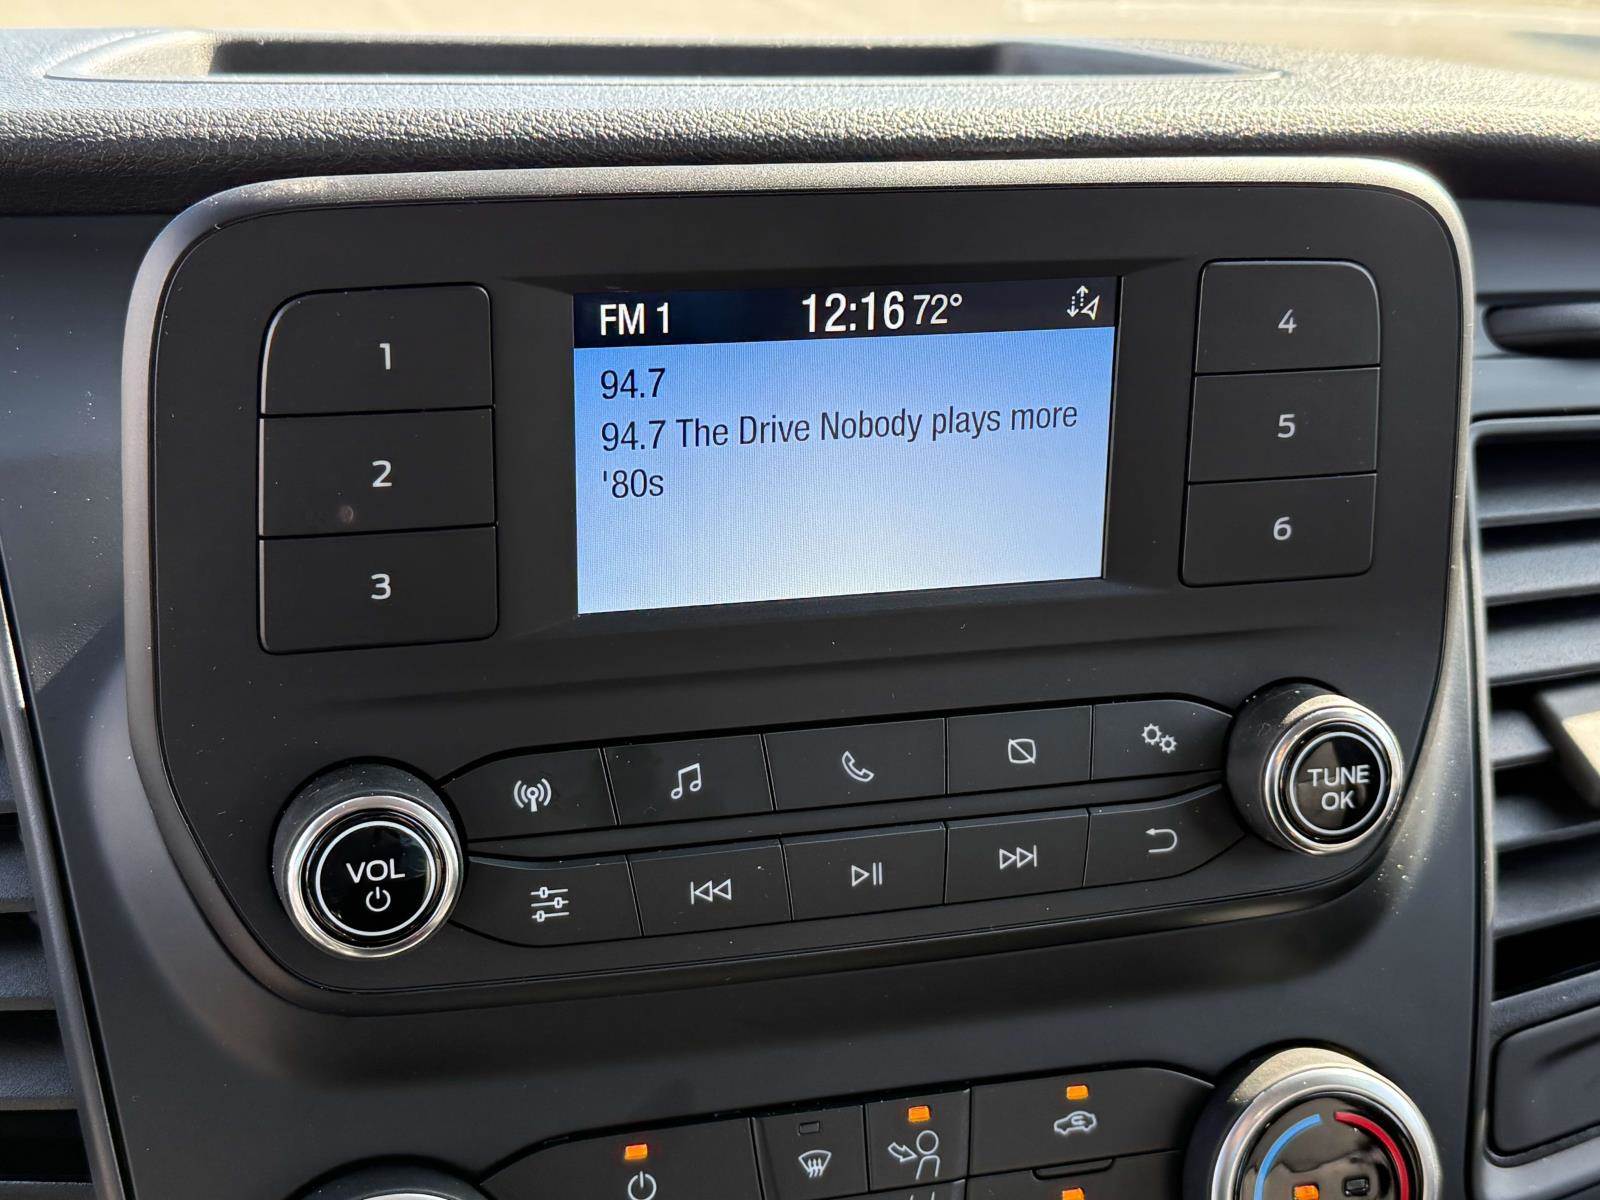 FM 1 12:16 72°
94.7
94.7 The Drive Nobody plays more
'80s
1
2
3
4
5
6
VOL
TUNE
OK